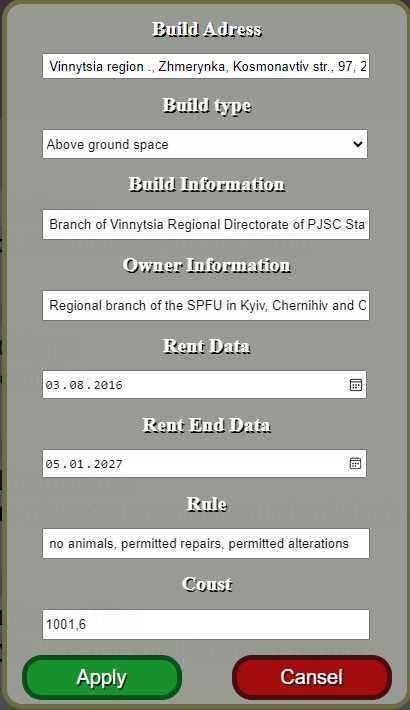 Build Adress
Vinnytsia region ., Zhmerynka, Kosmonavtiv str., 97, 2
Build type
Above ground space
Build Information
Branch of Vinnytsia Regional Directorate of PJSC Sta
Owner Information
Regional branch of the SPFU in Kyiv, Chernihiv and C
Rent Data
03.08.2016
Rent End Data
05.01.2027
Rule
no animals, permitted repairs, permitted alterations
Coust
1001,6
Apply Cansel